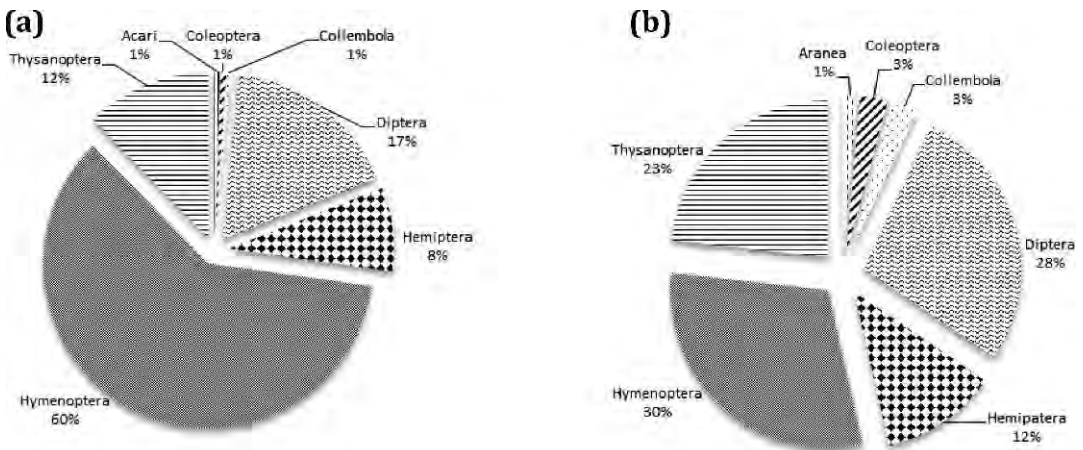 (a)
Acari
1%
Coleoptera
1%
Collembola
1%
Thysanoptera
12%
Diptera
17%
Hemiptera
8%
Hymenoptera
60%
(b)
Aranea
1%
Coleoptera
3%
Collembola
3%
Thysanoptera
23%
Diptera
28%
Hymenoptera
30%
Hemipatera
12%